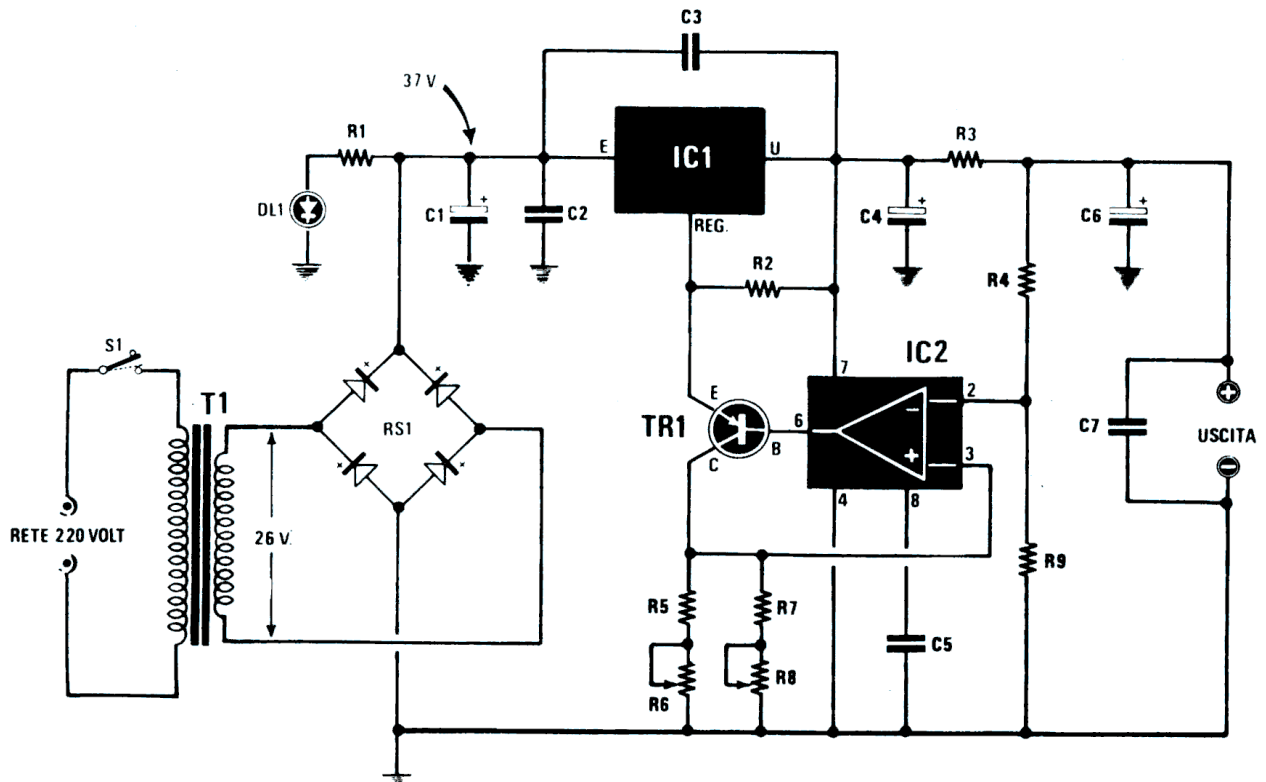 C3
37 V
R1
E
IC1
U
R3
DL1
C1
+
C2
REG.
C4
+
C6
+
R2
R4
S1
T1
IC2
7
E
2
RS1
TR1
6
−
C7
+
B
USCITA
C
+
3
−
4
8
RETE 220 VOLT
26 V.
R9
R5
R7
C5
R6
R8